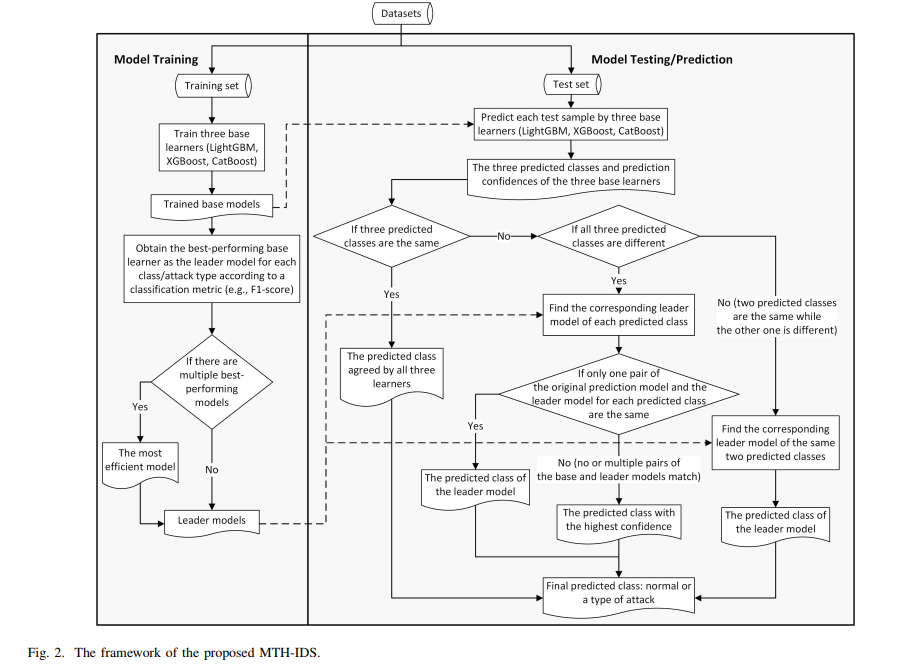 Datasets
Model Training
Training set
Train three base
learners (LightGBM,
XGBoost, CatBoost)
Trained base models
Obtain the best-performing base
learner as the leader model for each
class/attack type according to a
classification metric (e.g., F1-score)
If there are
multiple best-
performing
models
Yes
The most
efficient model
No
Leader models
Model Testing/Prediction
Test set
Predict each test sample by three base
learners (LightGBM, XGBoost, CatBoost)
The three predicted classes and prediction
confidences of the three base learners
If three predicted
classes are the same
No
If all three predicted
classes are different
Yes
The predicted class
agreed by all three
learners
Yes
Find the corresponding leader
model of each predicted class
No (two predicted classes
are the same while
the other one is different)
If only one pair of
the original prediction model and the
leader model for each predicted class
are the same
Yes
The predicted class of
the leader model
No (no or multiple pairs of
the base and leader models match)
The predicted class with
the highest confidence
Find the corresponding
leader model of the same
two predicted classes
The predicted class of
the leader model
Final predicted class: normal or
a type of attack
Fig. 2. The framework of the proposed MTH-IDS.